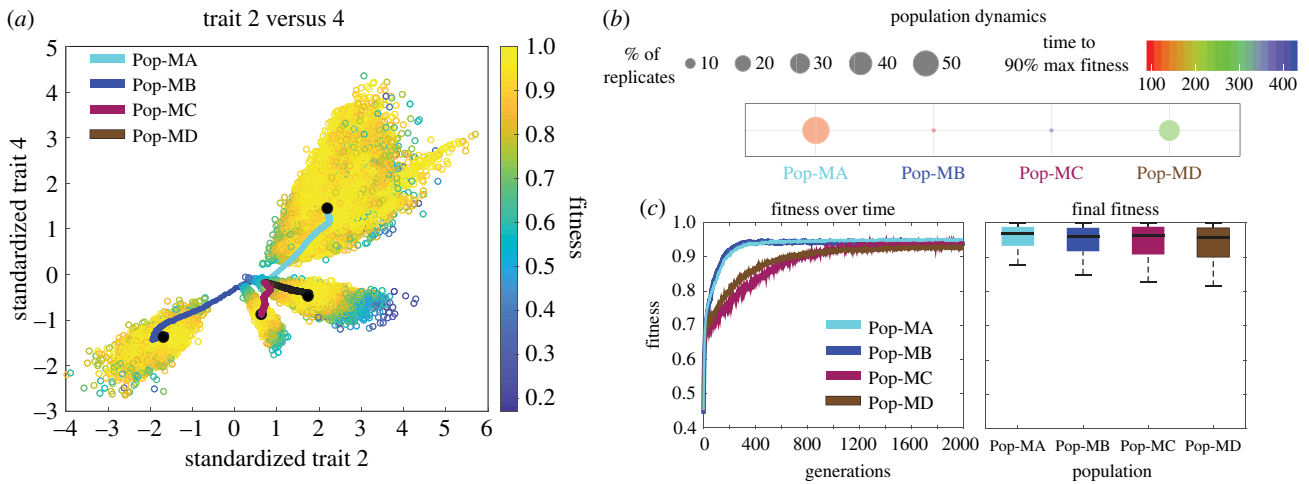 (a)
trait 2 versus 4
5
4
3
2
1
0
−1
−2
−3
standardized trait 4
Pop-MA
Pop-MB
Pop-MC
Pop-MD
−4 −3 −2 −1 0 1 2 3 4 5 6
standardized trait 2
1.0
0.9
0.8
0.7
0.6
0.5
0.4
0.3
0.2
fitness
(b)
population dynamics
% of
replicates
10 20 30 40 50
time to
90% max fitness
100 200 300 400
Pop-MA Pop-MB Pop-MC Pop-MD
(c)
fitness over time
1.0
0.9
0.8
0.7
0.9
0.5
0.4
fitness
Pop-MA
Pop-MB
Pop-MC
Pop-MD
0 400 800 1200 1600 2000
generations
final fitness
Pop-MA Pop-MB Pop-MC Pop-MD
population